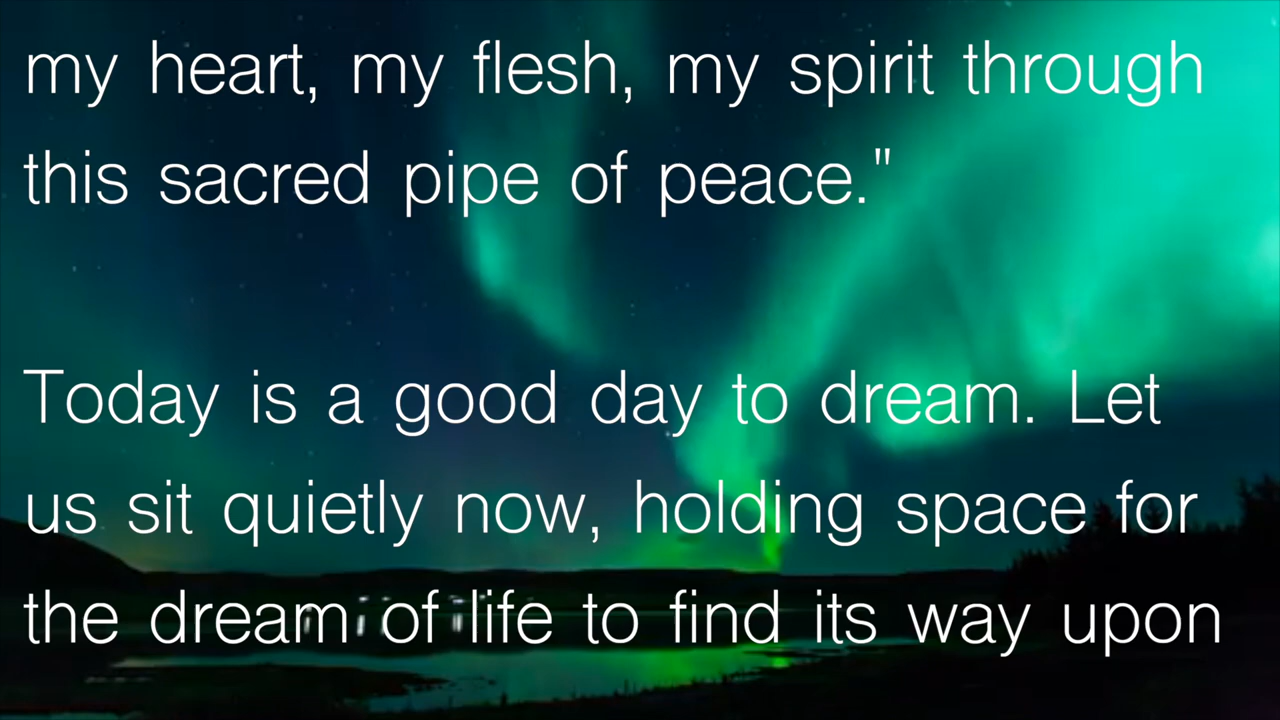 my heart, my flesh, my spirit through
this sacred pipe of peace."
Today is a good day to dream. Let
us sit quietly now, holding space for
the dream of life to find its way upon